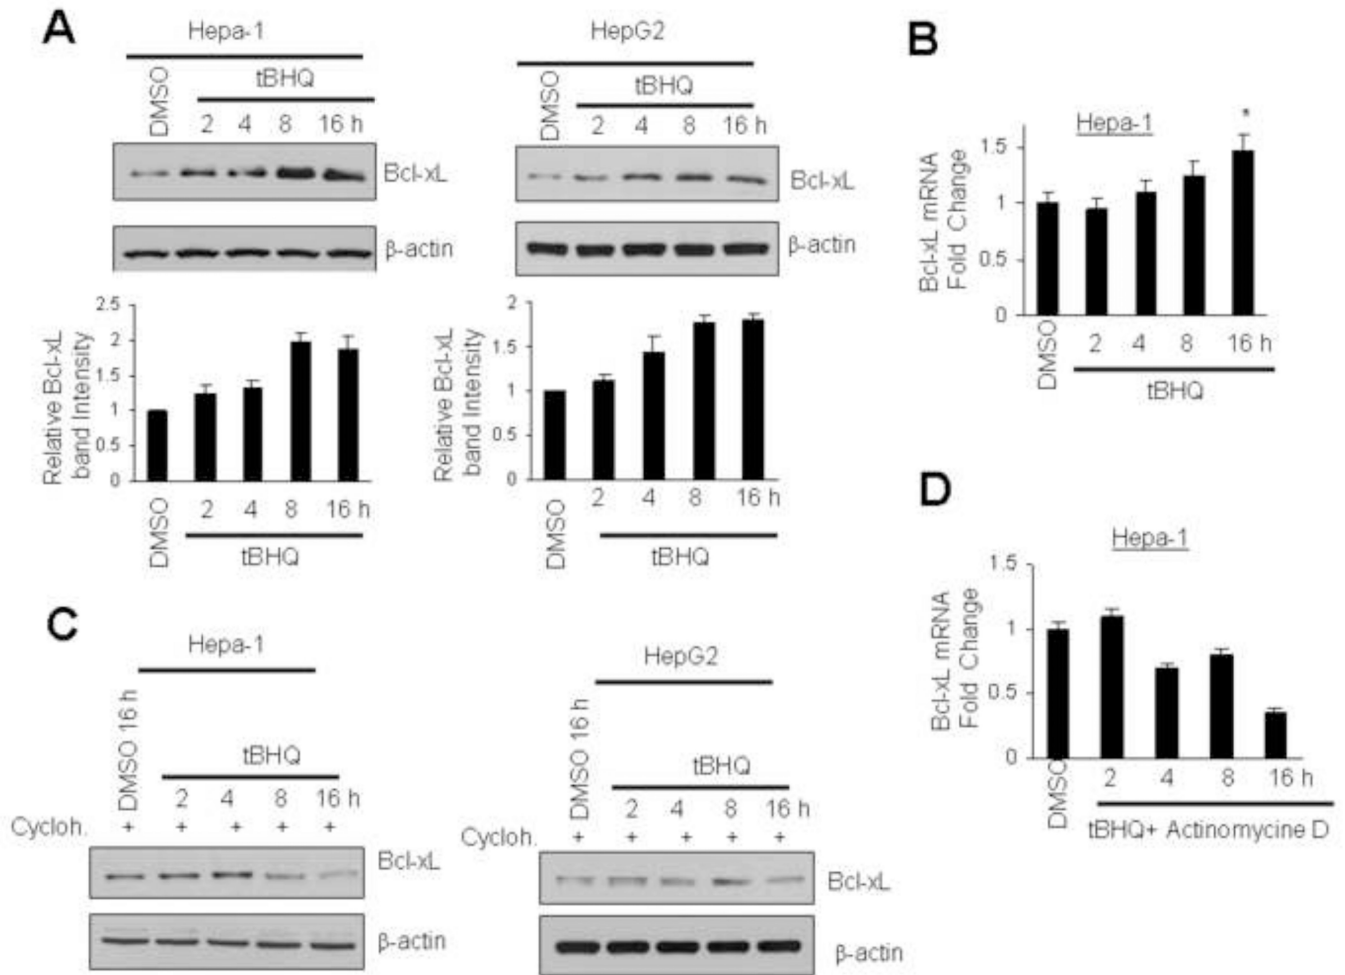 A
Hepa-1
DMSO
tBHQ
2 4 8 16 h
Bcl-xL
β-actin
HepG2
DMSO
tBHQ
2 4 8 16 h
Bcl-xL
β-actin
Relative Bcl-xL
band Intensity
2.5
2
1.5
1
0.5
0
DMSO
2 4 8 16 h
tBHQ
Relative Bcl-xL
band Intensity
2
1.5
1
0.5
0
DMSO
2 4 8 16 h
tBHQ
B
Hepa-1
*
Bcl-xL mRNA
Fold Change
1.5
1
0.5
0
DMSO
2 4 8 16 h
tBHQ
C
Hepa-1
DMSO 16 h
tBHQ
2 4 8 16 h
Cycloh. + + + + +
Bcl-xL
β-actin
HepG2
DMSO 16 h
tBHQ
2 4 8 16 h
Cycloh. + + + + +
Bcl-xL
β-actin
D
Hepa-1
Bcl-xL mRNA
Fold Change
1.5
1
0.5
0
DMSO
2 4 8 16 h
tBHQ+ Actinomycine D